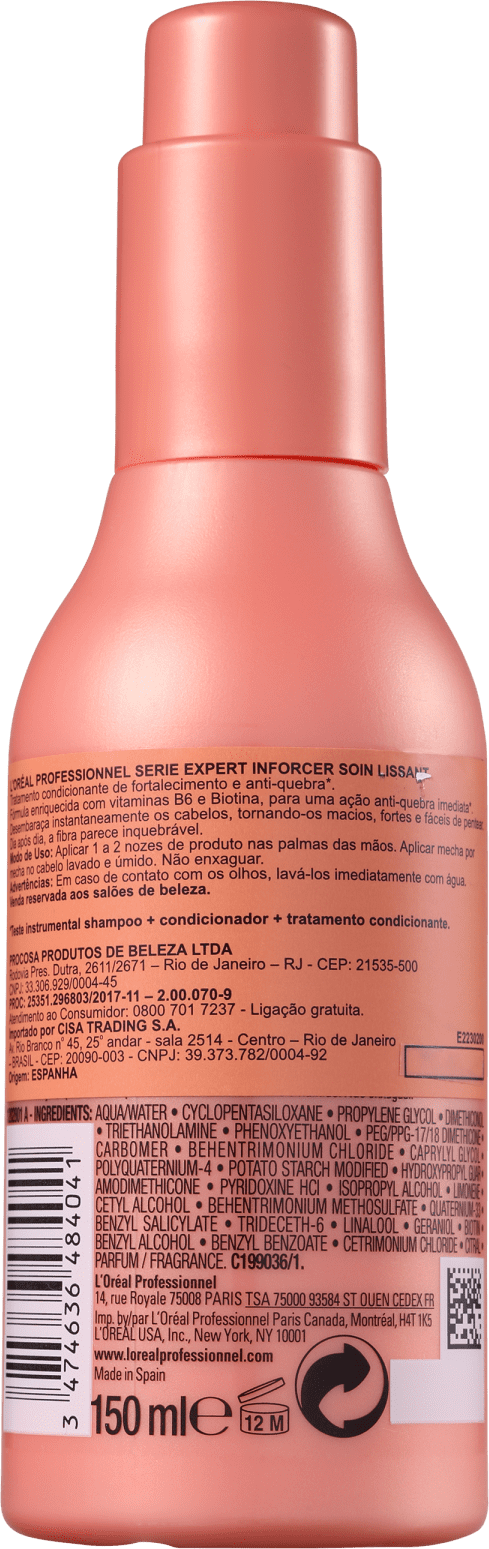 L'ORÉAL PROFESSIONNEL SERIE EXPERT INFORCER SOIN LISSANT
Tratamento condicionante de fortalecimento e anti-quebra*.
Fórmula enriquecida com vitaminas B6 e Biotina, para uma ação anti-quebra imediata*.
Desembaraça instantaneamente os cabelos, tornando-os macios, fortes e fáceis de pentear.
Dia após dia, a fibra parece inquebrável.
Modo de Uso: Aplicar 1 a 2 nozes de produto nas palmas das mãos. Aplicar mecha por
mecha no cabelo lavado e úmido. Não enxaguar.
Advertências: Em caso de contato com os olhos, lavá-los imediatamente com água.
Venda reservada aos salões de beleza.
*Teste instrumental shampoo + condicionador + tratamento condicionante.
PROCOSA PRODUTOS DE BELEZA LTDA
Rodovia Pres. Dutra, 2611/2671 – Rio de Janeiro – RJ - CEP: 21535-500
CNPJ: 33.306.929/0004-45
PROC: 25351.296803/2017-11 – 2.00.070-9
Atendimento ao Consumidor: 0800 701 7237 - Ligação gratuita.
Importado por CISA TRADING S.A.
Av. Rio Branco nº 45, 25º andar - sala 2514 - Centro – Rio de Janeiro
– BRASIL - CEP: 20090-003 - CNPJ: 39.373.782/0004-92
Origem: ESPANHA
E2230200
A - INGREDIENTS: AQUA/WATER • CYCLOPENTASILOXANE • PROPYLENE GLYCOL • DIMETHICONOL
• TRIETHANOLAMINE • PHENOXYETHANOL • PEG/PPG-17/18 DIMETHICONE •
CARBOMER • BEHENTRIMONIUM CHLORIDE • CAPRYLYL GLYCOL •
POLYQUATERNIUM-4 • POTATO STARCH MODIFIED • HYDROXYPROPYL GUAR •
AMODIMETHICONE • PYRIDOXINE HCl • ISOPROPYL ALCOHOL • LIMONENE •
CETYL ALCOHOL • BEHENTRIMONIUM METHOSULFATE • QUATERNIUM-33 •
BENZYL SALICYLATE • TRIDECETH-6 • LINALOOL • GERANIOL • BIOTIN •
BENZYL ALCOHOL • BENZYL BENZOATE • CETRIMONIUM CHLORIDE • CITRAL •
PARFUM / FRAGRANCE. C199036/1.
L'Oréal Professionnel
14, rue Royale 75008 PARIS TSA 75000 93584 ST OUEN CEDEX FR
Imp. by/par L'Oréal Professionnel Paris Canada, Montréal, H4T 1K5
L'ORÉAL USA, Inc., New York, NY 10001
www.lorealprofessionnel.com
Made in Spain
150 ml e
12 M
3 474636 484041